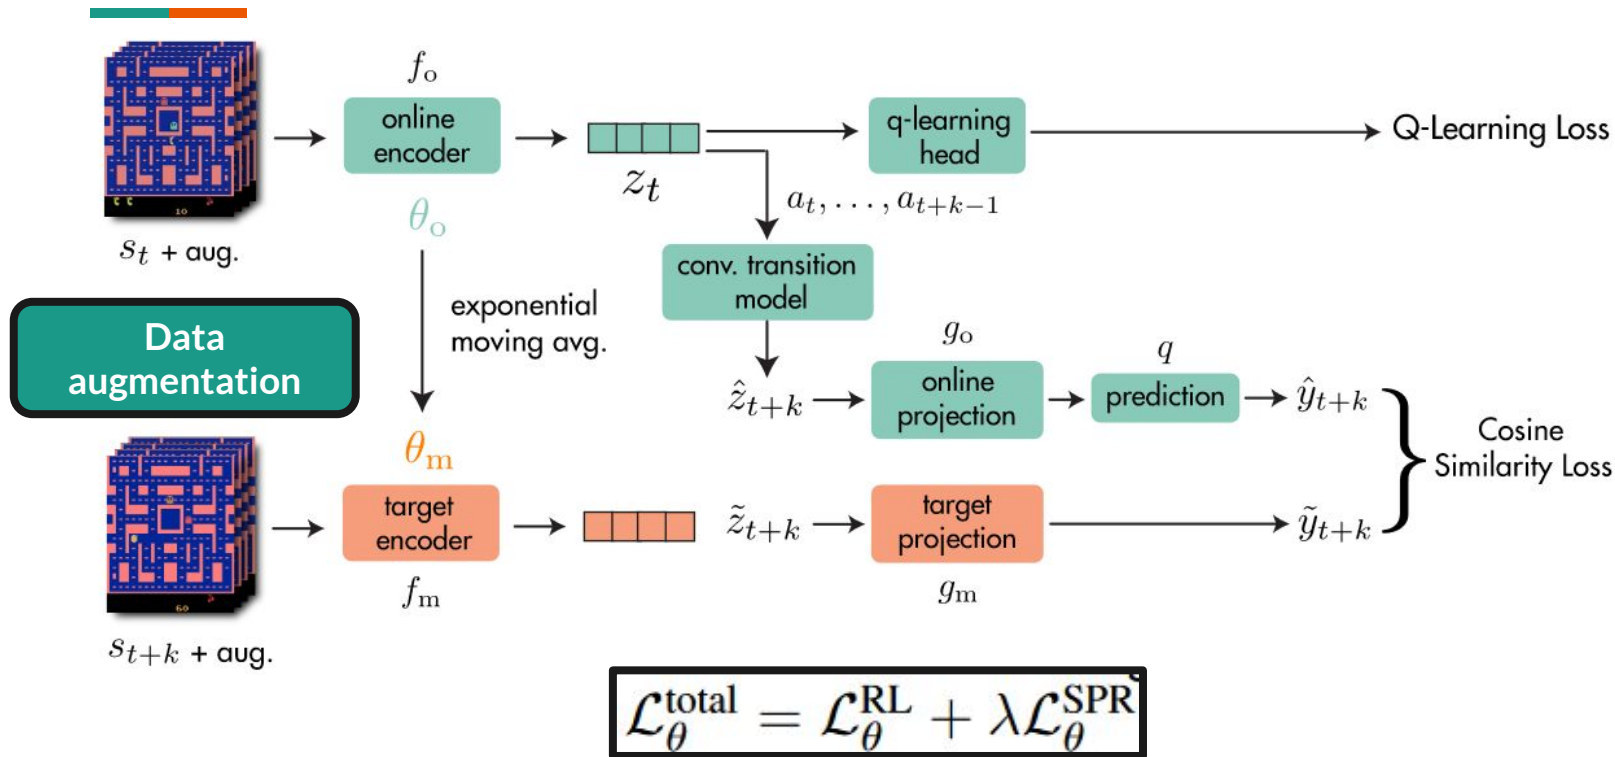 f_o
online
encoder
q-learning
head
Q-Learning Loss
z_t
θ_o
a_t, . . . , a_{t+k−1}
10
s_t + aug.
conv. transition
model
exponential
moving avg.
Data
augmentation
g_o
q
ẑ_{t+k}
online
projection
prediction
ŷ_{t+k}
Cosine
Similarity Loss
θ_m
target
encoder
z̃_{t+k}
target
projection
ỹ_{t+k}
f_m
g_m
60
s_{t+k} + aug.
ℒ_θ^{total} = ℒ_θ^{RL} + λℒ_θ^{SPR}